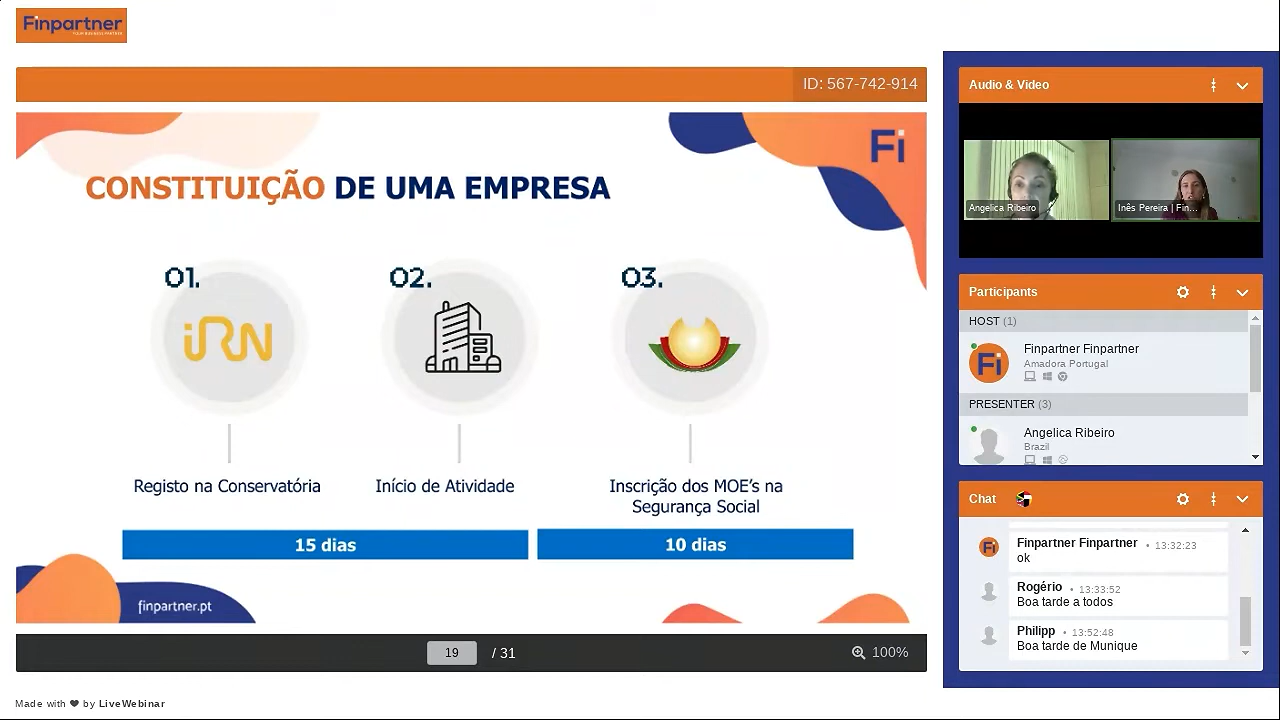 Finpartner
ID: 567-742-914
Fi
CONSTITUIÇÃO DE UMA EMPRESA
01.
02.
03.
iRN
Registo na Conservatória
Início de Atividade
Inscrição dos MOE's na
Segurança Social
15 dias
10 dias
finpartner.pt
19 / 31
100%
Made with by LiveWebinar
Audio & Video
Angelica Ribeiro
Inês Pereira | Fin...
Participants
HOST (1)
Fi
Finpartner Finpartner
Amadora Portugal
PRESENTER (3)
Angelica Ribeiro
Brazil
Chat
Fi
Finpartner Finpartner • 13:32:23
ok
Rogério • 13:33:52
Boa tarde a todos
Philipp • 13:52:48
Boa tarde de Munique